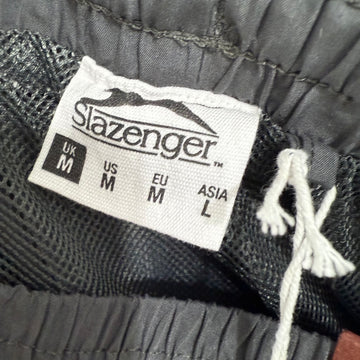 Slazenger™
UK US EU ASIA
M M M L